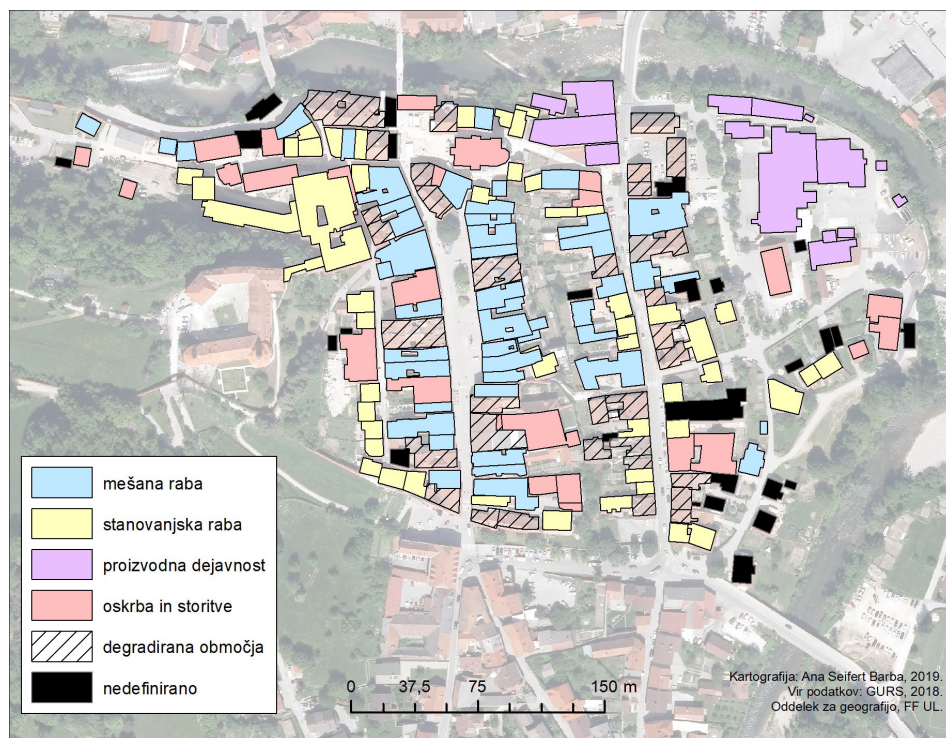 mešana raba
stanovanjska raba
proizvodna dejavnost
oskrba in storitve
degradirana območja
nedefinirano
0 37,5 75 150 m
Kartografija: Ana Seifert Barba, 2019.
Vir podatkov: GURS, 2018.
Oddelek za geografijo, FF UL.